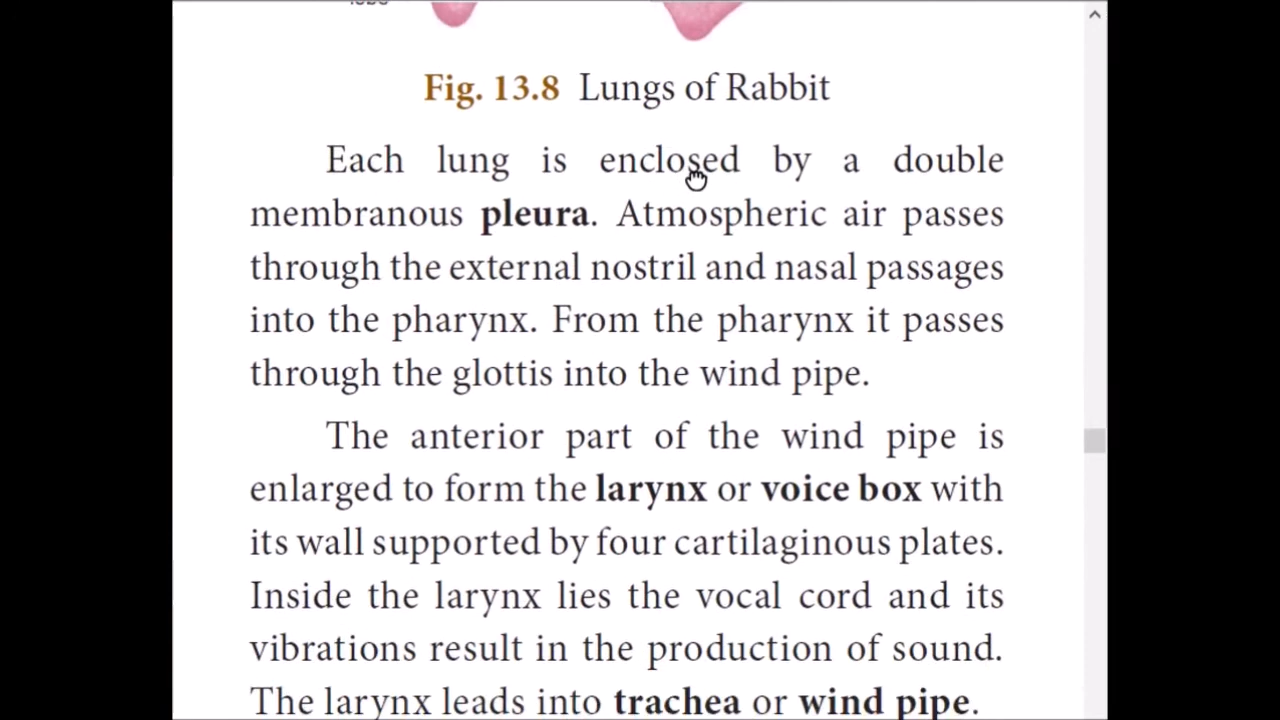 Fig. 13.8 Lungs of Rabbit
Each lung is enclosed by a double
membranous pleura. Atmospheric air passes
through the external nostril and nasal passages
into the pharynx. From the pharynx it passes
through the glottis into the wind pipe.
The anterior part of the wind pipe is
enlarged to form the larynx or voice box with
its wall supported by four cartilaginous plates.
Inside the larynx lies the vocal cord and its
vibrations result in the production of sound.
The larynx leads into trachea or wind pipe.